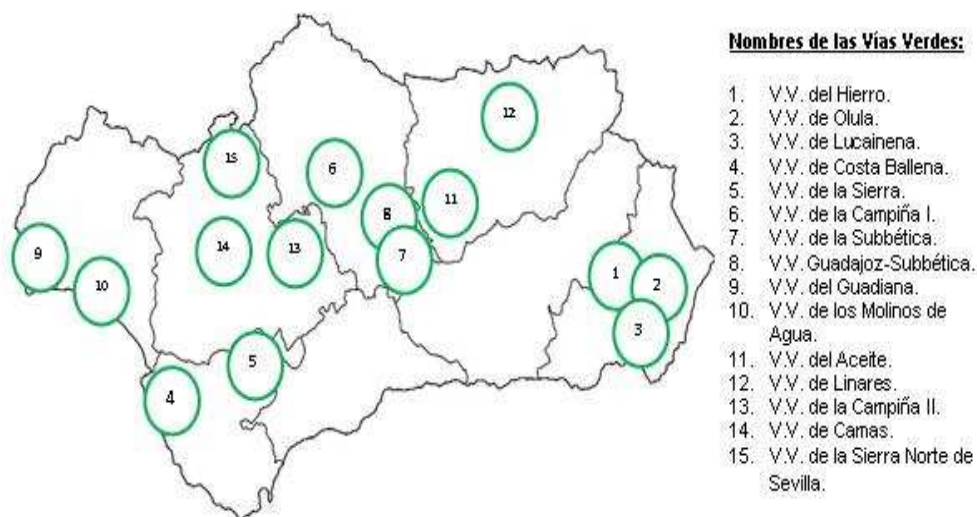 Nombres de las Vías Verdes:
1. V.V. del Hierro.
2. V.V. de Olula.
3. V.V. de Lucainena.
4. V.V. de Costa Ballena.
5. V.V. de la Sierra.
6. V.V. de la Campiña I.
7. V.V. de la Subbética.
8. V.V. Guadajoz-Subbética.
9. V.V. del Guadiana.
10. V.V. de los Molinos de
Agua.
11. V.V. del Aceite.
12. V.V. de Linares.
13. V.V. de la Campiña II.
14. V.V. de Camas.
15. V.V. de la Sierra Norte de
Sevilla.
12
15
6
11
8
14
13
7
9
10
1
2
3
5
4